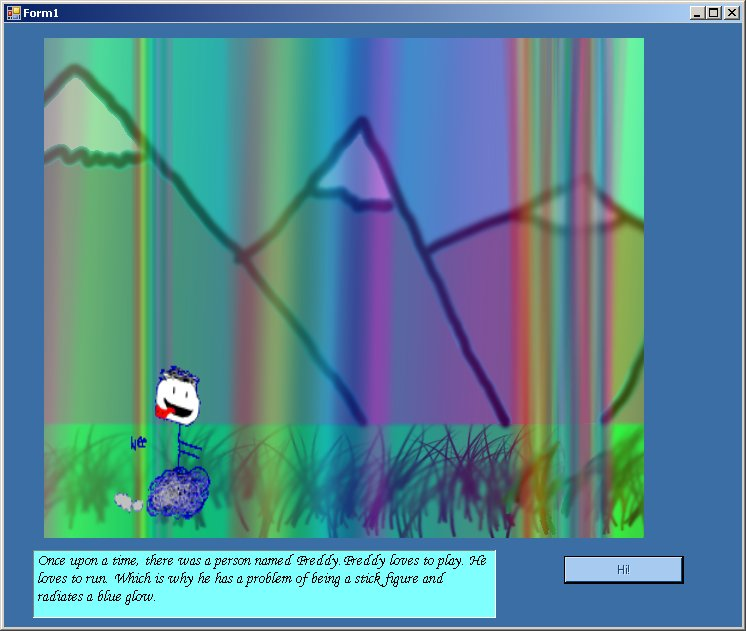 Form1
Once upon a time, there was a person named Freddy.Freddy loves to play. He
loves to run. Which is why he has a problem of being a stick figure and
radiates a blue glow.
Hi!